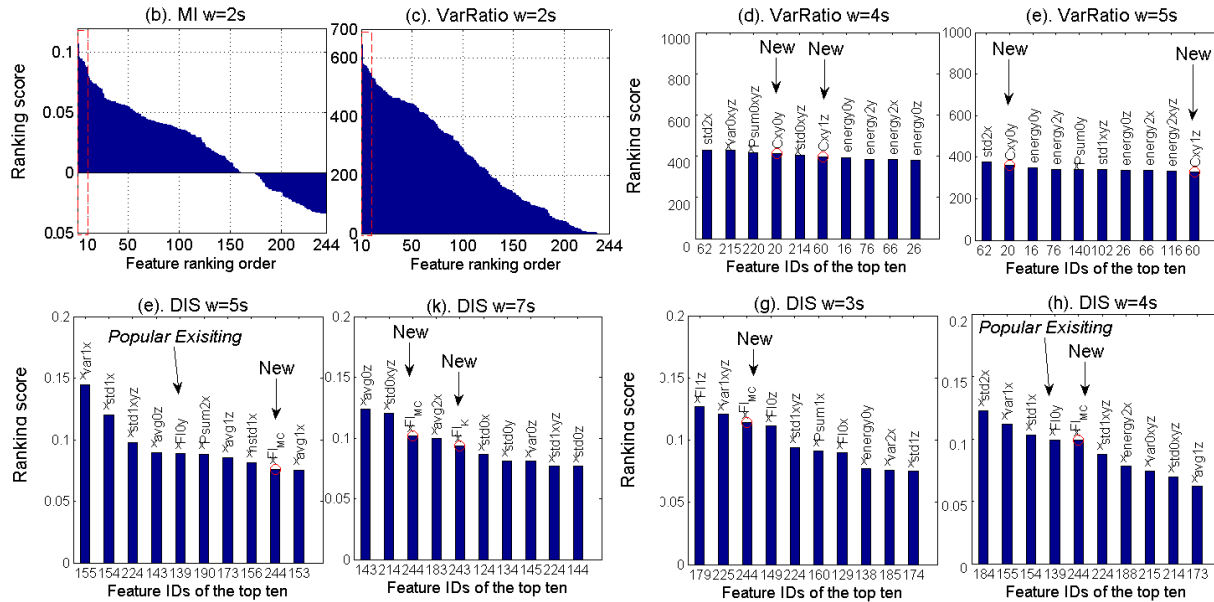 (b). MI w=2s
(c). VarRatio w=2s
(d). VarRatio w=4s
(e). VarRatio w=5s
Ranking score
0.1
0.05
0
0.05
10 50 100 150 200 244
Feature ranking order
700
600
400
200
0
10 50 100 150 200 244
Feature ranking order
Ranking score
1000
800
600
400
200
0
New
New
std2x
var0xyz
Psum0xyz
Cxy0y
std0xyz
Cxy1z
energy0y
energy2y
energy2x
energy0z
62 215 220 20 214 60 16 76 66 26
Feature IDs of the top ten
1000
800
600
400
200
0
New
New
std2x
Cxy0y
energy0y
energy2y
Psum0y
std1xyz
energy0z
energy2x
energy2xyz
Cxy1z
62 20 16 76 140 102 26 66 116 60
Feature IDs of the top ten
(e). DIS w=5s
(k). DIS w=7s
(g). DIS w=3s
(h). DIS w=4s
Ranking score
0.2
0.15
0.1
0.05
0
Popular Exisiting
New
var1x
std1x
std1xyz
avg0z
FI0y
Psum2x
avg1z
hstd1x
FI MC
avg1x
155 154 224 143 139 190 173 156 244 153
Feature IDs of the top ten
0.2
0.15
0.1
0.05
0
New
New
avg0z
std0xyz
FI MC
avg2x
FI K
std0x
std0y
var0z
std1xyz
std0z
143 214 244 183 243 124 134 145 224 144
Feature IDs of the top ten
Ranking score
0.2
0.15
0.1
0.05
0
New
FI1z
var1xyz
FI MC
FI0z
std1xyz
Psum1x
FI0x
energy0y
var2x
std1z
179 225 244 149 224 160 129 138 185 174
Feature IDs of the top ten
0.2
0.15
0.1
0.05
0
Popular Exisiting
New
std2x
var1x
std1x
FI0y
FI MC
std1xyz
energy2x
var0xyz
std0xyz
avg1z
184 155 154 139 244 224 188 215 214 173
Feature IDs of the top ten